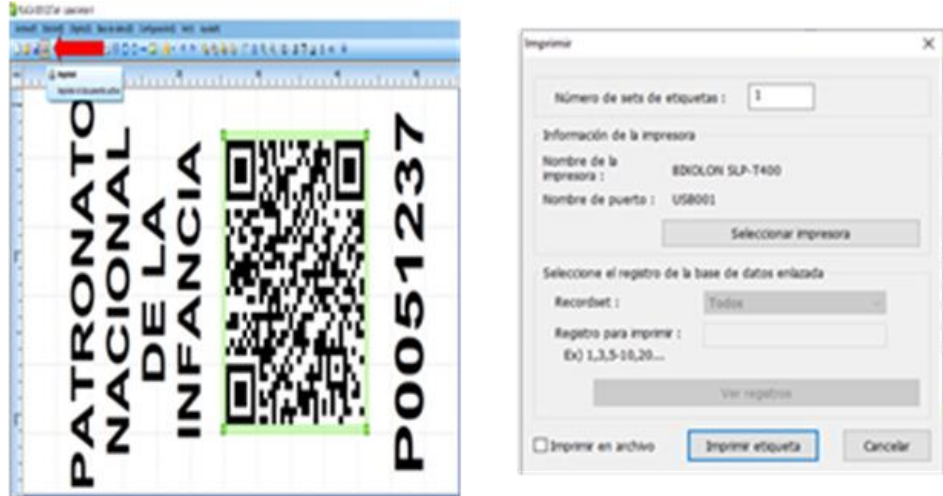 Imprimir
PATRONATO
NACIONAL
DE LA
INFANCIA
P0051237
Imprimir
Número de sets de etiquetas :
1
Información de la impresora
Nombre de la
impresora :
BIXOLON SLP-T400
Nombre de puerto :
USB001
Seleccionar impresora
Seleccione el registro de la base de datos enlazada
Recordset :
Todos
Registro para imprimir :
Ex) 1,3,5-10,20...
Ver registros
Imprimir en archivo
Imprimir etiqueta
Cancelar